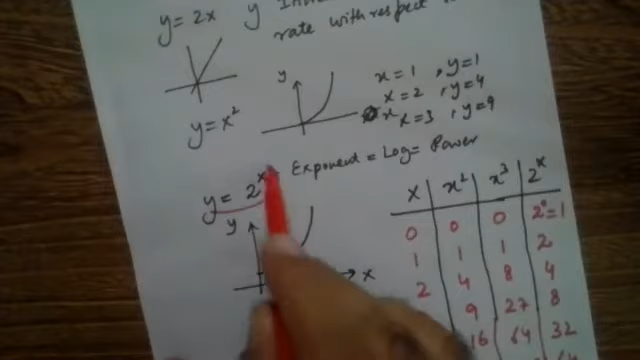 y = 2x
y
rate with respect
y
x = 1 , y = 1
x = 2 , y = 4
x = 3 , y = 9
y = x²
y = 2ˣ Exponent = Log = Power
y
x
x x² x³ 2ˣ
0 0 0 2⁰=1
1 1 1 2
2 4 8 4
9 27 8
16 64 32